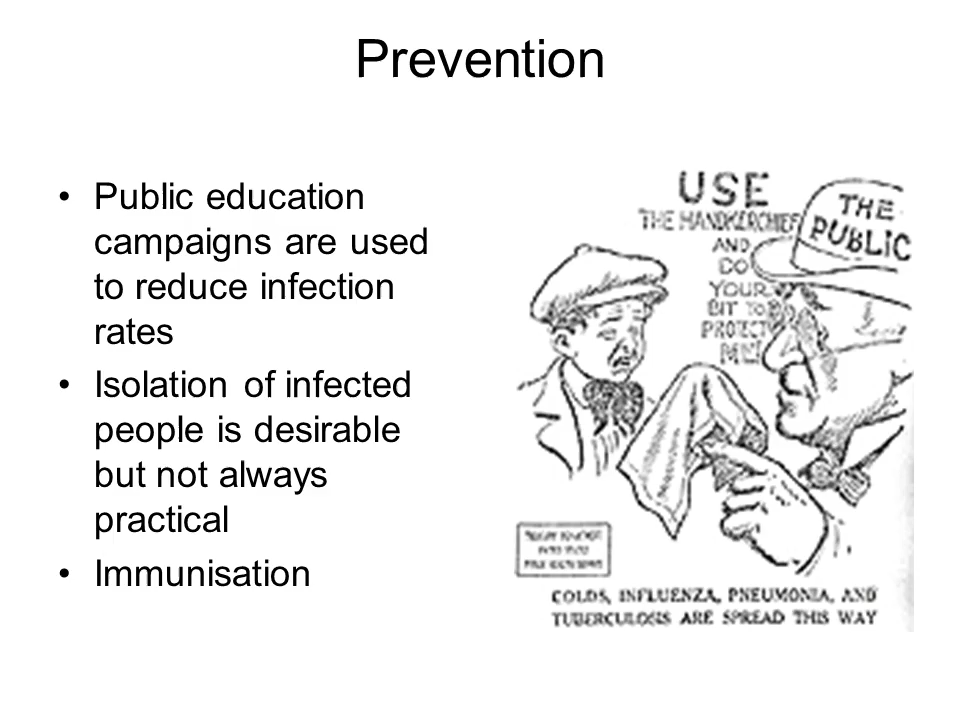 Prevention
• Public education
campaigns are used
to reduce infection
rates
• Isolation of infected
people is desirable
but not always
practical
• Immunisation
USE
THE HANDKERCHIEF
AND
DO
YOUR
BIT TO
PROTECT
ME!
THE
PUBLIC
COLDS, INFLUENZA, PNEUMONIA, AND
TUBERCULOSIS ARE SPREAD THIS WAY